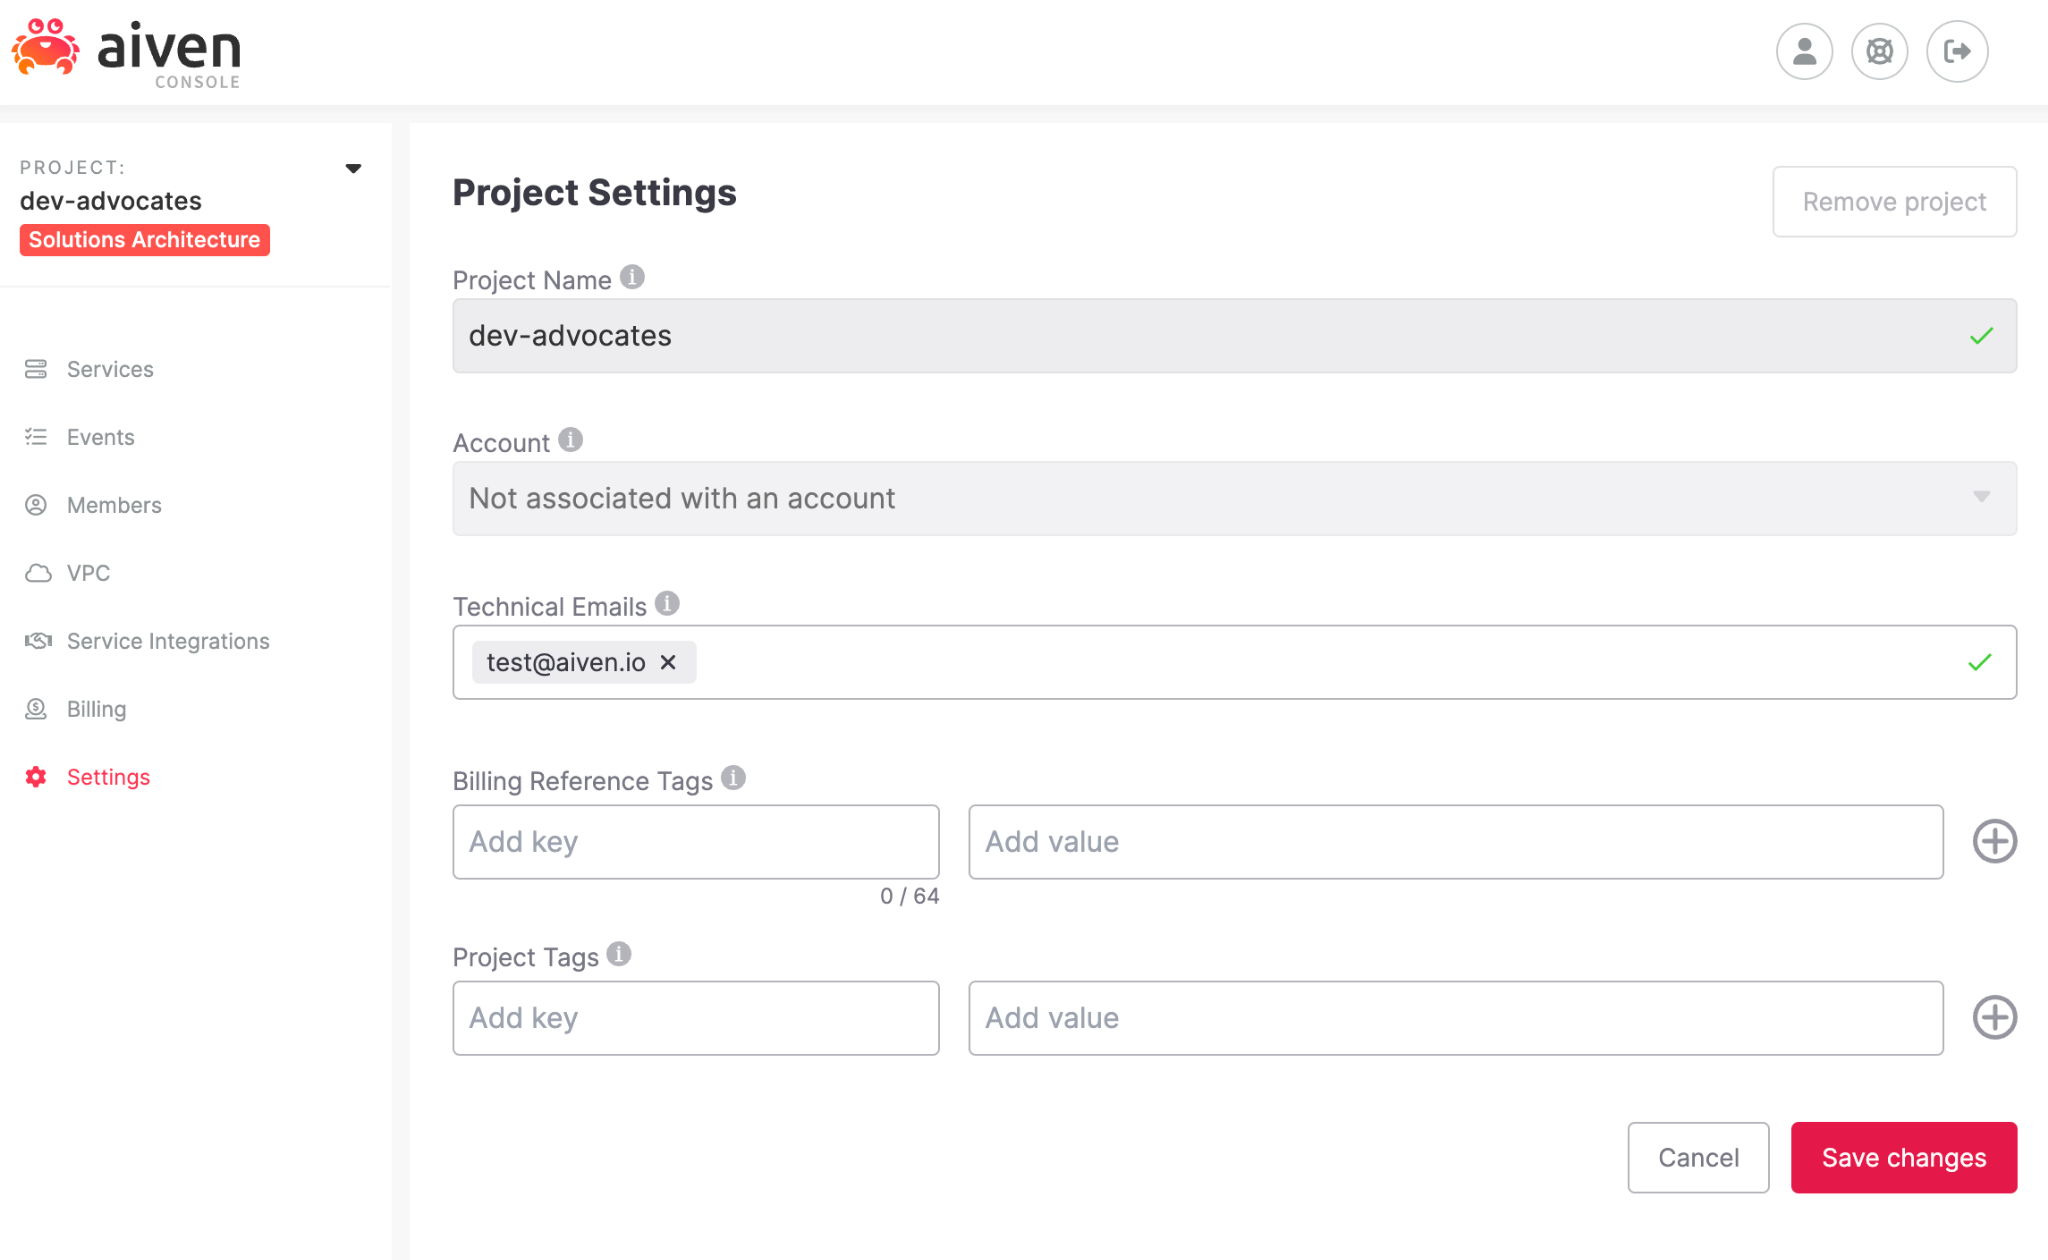 aiven
CONSOLE
PROJECT:
dev-advocates
Solutions Architecture
Services
Events
Members
VPC
Service Integrations
Billing
Settings
Project Settings
Remove project
Project Name
dev-advocates
Account
Not associated with an account
Technical Emails
test@aiven.io
Billing Reference Tags
Add key
Add value
0 / 64
Project Tags
Add key
Add value
Cancel
Save changes